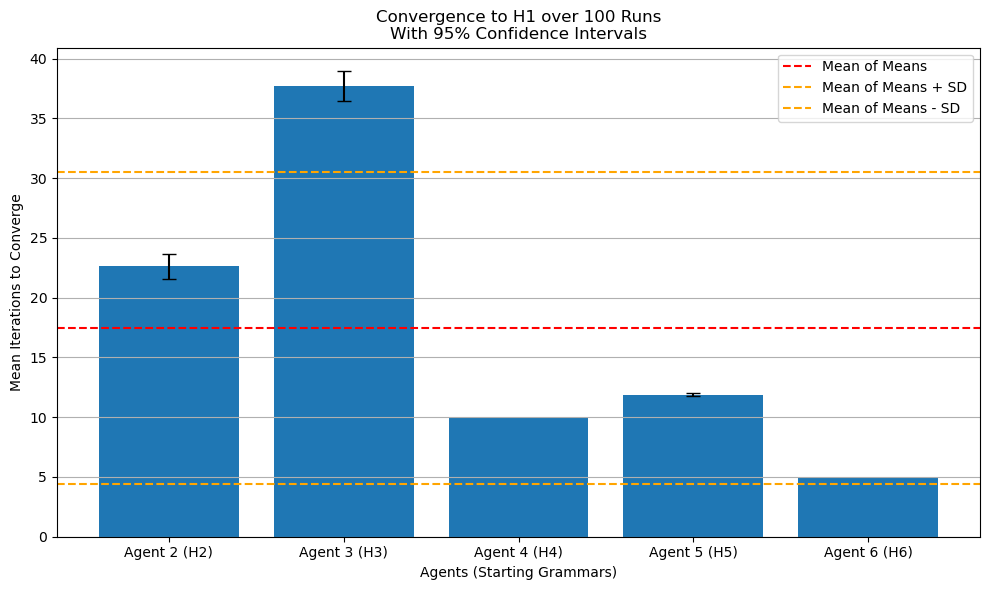 Convergence to H1 over 100 Runs
With 95% Confidence Intervals
Mean of Means
Mean of Means + SD
Mean of Means - SD
Mean Iterations to Converge
40
35
30
25
20
15
10
5
0
Agent 2 (H2)
Agent 3 (H3)
Agent 4 (H4)
Agent 5 (H5)
Agent 6 (H6)
Agents (Starting Grammars)